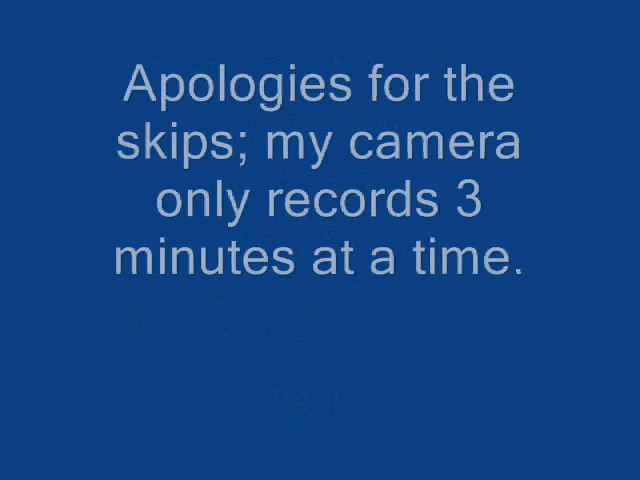 Apologies for the
skips; my camera
only records 3
minutes at a time.